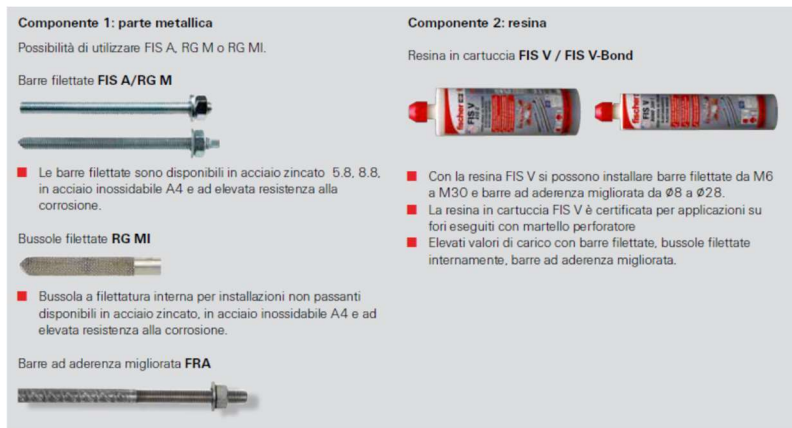 Componente 1: parte metallica
Possibilità di utilizzare FIS A, RG M o RG MI.
Barre filettate FIS A/RG M
Le barre filettate sono disponibili in acciaio zincato 5.8, 8.8,
in acciaio inossidabile A4 e ad elevata resistenza alla
corrosione.
Bussole filettate RG MI
Bussola a filettatura interna per installazioni non passanti
disponibili in acciaio zincato, in acciaio inossidabile A4 e ad
elevata resistenza alla corrosione.
Barre ad aderenza migliorata FRA
Componente 2: resina
Resina in cartuccia FIS V / FIS V-Bond
fischer
FIS V
fischer
FIS V
Con la resina FIS V si possono installare barre filettate da M6
a M30 e barre ad aderenza migliorata da Ø8 a Ø28.
La resina in cartuccia FIS V è certificata per applicazioni su
fori eseguiti con martello perforatore
Elevati valori di carico con barre filettate, bussole filettate
internamente, barre ad aderenza migliorata.